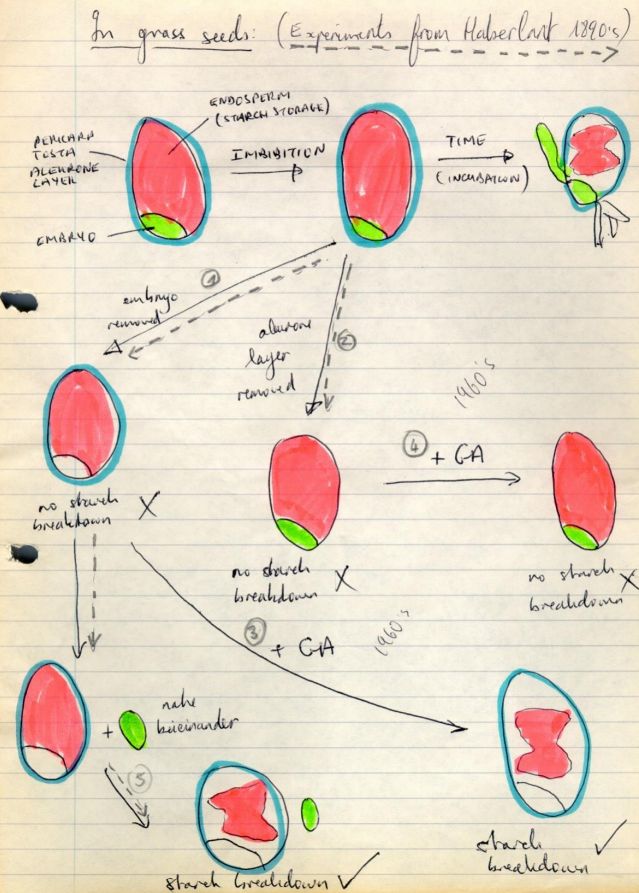 In grass seeds: (Experiments from Haberlant 1890's)
ENDOSPERM
(STARCH STORAGE)
PERICARP
TESTA
ALEURONE
LAYER
EMBRYO
IMBIBITION
TIME
(INCUBATION)
1
embryo
removed
2
aleurone
layer
removed
1960's
4 + GA
no starch
breakdown X
no starch
breakdown X
no starch
breakdown X
3 + GA
1960's
+
nahe
beieinander
5
starch breakdown ✓
starch
breakdown ✓